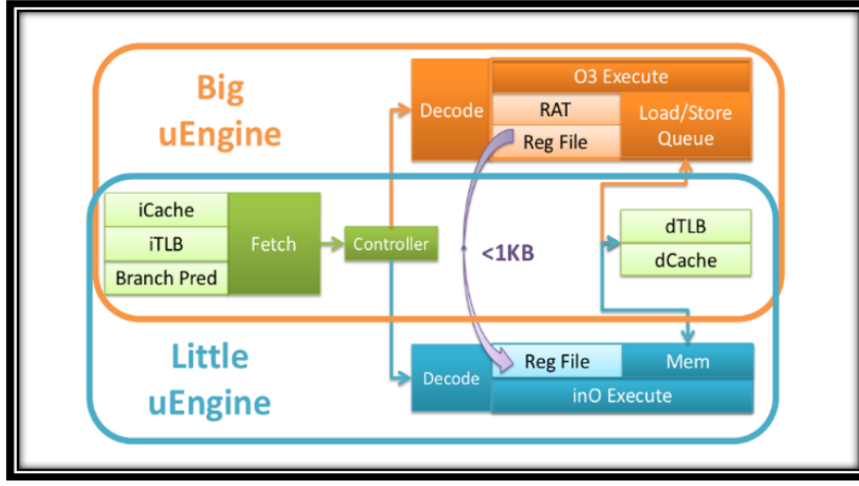 Big
uEngine
Decode
O3 Execute
RAT
Reg File
Load/Store
Queue
iCache
iTLB
Branch Pred
Fetch
Controller
<1KB
dTLB
dCache
Little
uEngine
Decode
Reg File
Mem
inO Execute